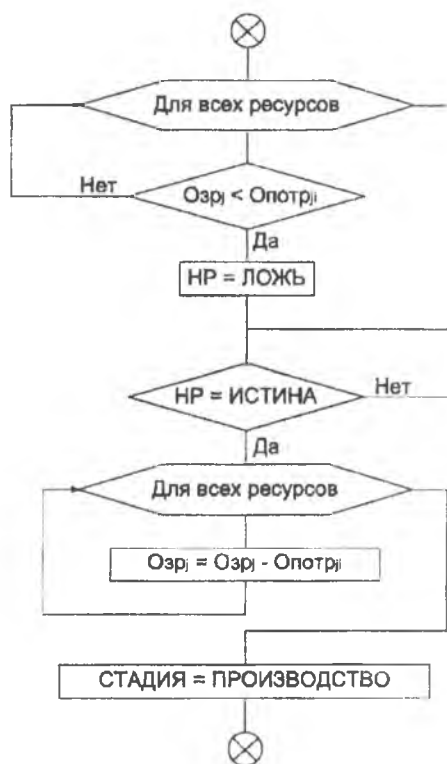 Для всех ресурсов
Нет
Озрj < Опотрji
Да
НР = ЛОЖЬ
НР = ИСТИНА
Нет
Да
Для всех ресурсов
Озрj = Озрj - Опотрji
СТАДИЯ = ПРОИЗВОДСТВО